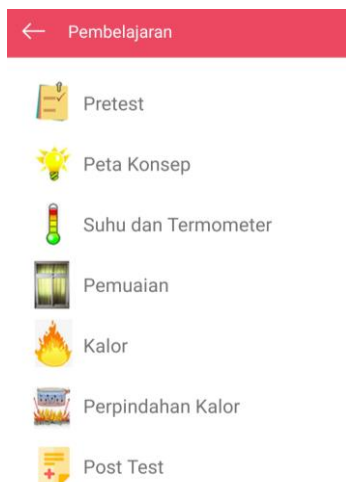 Pembelajaran
Pretest
Peta Konsep
Suhu dan Termometer
Pemuaian
Kalor
Perpindahan Kalor
Post Test